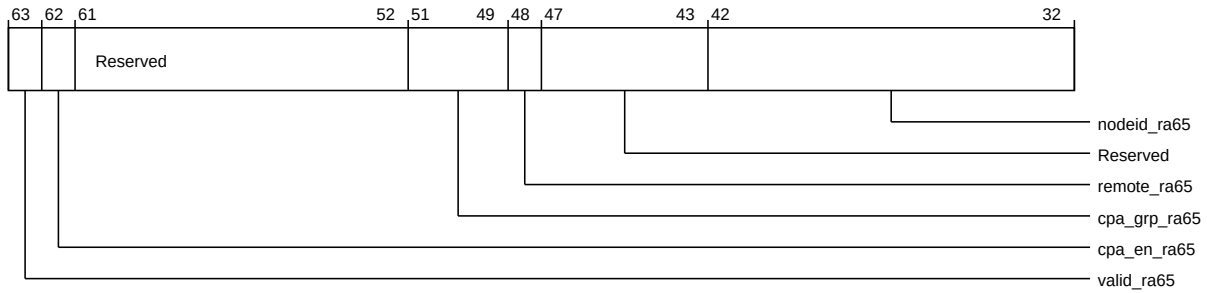 63 62 61 52 51 49 48 47 43 42 32
Reserved
nodeid_ra65
Reserved
remote_ra65
cpa_grp_ra65
cpa_en_ra65
valid_ra65